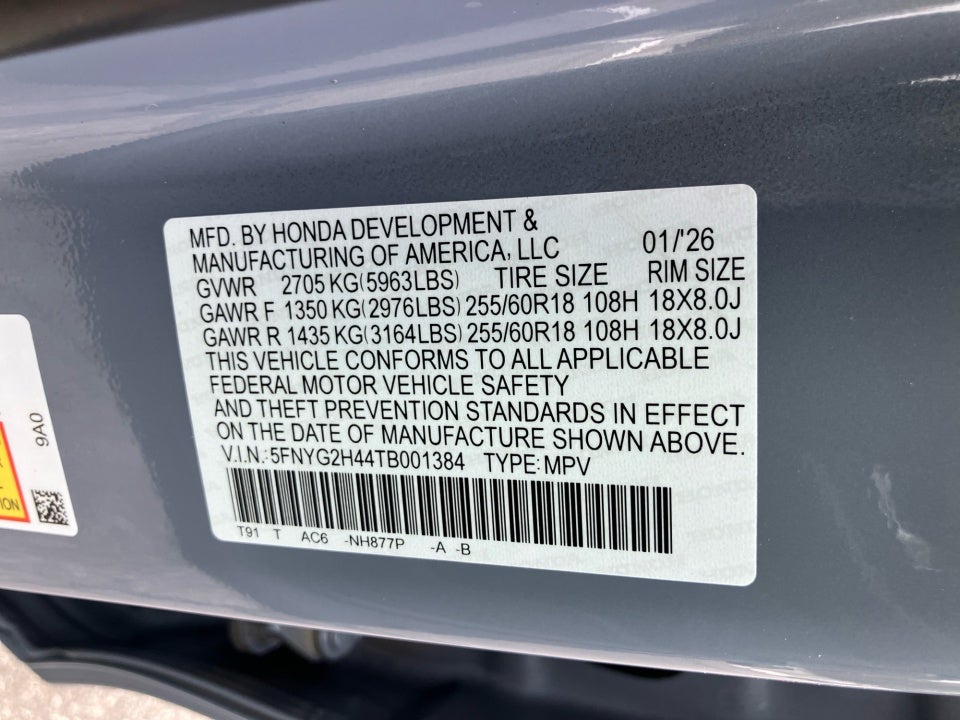 MFD. BY HONDA DEVELOPMENT &
MANUFACTURING OF AMERICA, LLC 01/'26
GVWR 2705 KG(5963LBS) TIRE SIZE RIM SIZE
GAWR F 1350 KG(2976LBS) 255/60R18 108H 18X8.0J
GAWR R 1435 KG(3164LBS) 255/60R18 108H 18X8.0J
THIS VEHICLE CONFORMS TO ALL APPLICABLE
FEDERAL MOTOR VEHICLE SAFETY
AND THEFT PREVENTION STANDARDS IN EFFECT
ON THE DATE OF MANUFACTURE SHOWN ABOVE.
V.I.N.:5FNYG2H44TB001384 TYPE:MPV
T91 T AC6 -NH877P -A -B
9A0